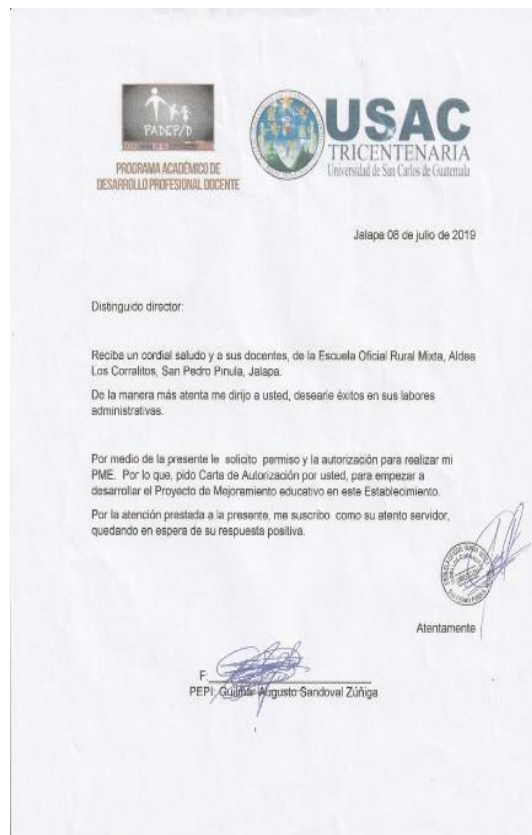 PADEP/D
PROGRAMA ACADÉMICO DE
DESARROLLO PROFESIONAL DOCENTE
USAC
TRICENTENARIA
Universidad de San Carlos de Guatemala
Jalapa 08 de julio de 2019
Distinguido director:
Reciba un cordial saludo y a sus docentes, de la Escuela Oficial Rural Mixta, Aldea
Los Corralitos, San Pedro Pinula, Jalapa.
De la manera más atenta me dirijo a usted, desearle éxitos en sus labores
administrativas.
Por medio de la presente le solicito permiso y la autorización para realizar mi
PME. Por lo que, pido Carta de Autorización por usted, para empezar a
desarrollar el Proyecto de Mejoramiento educativo en este Establecimiento.
Por la atención prestada a la presente, me suscribo como su atento servidor,
quedando en espera de su respuesta positiva.
Atentamente
F:
PEPI: Guilmar Augusto Sandoval Zúñiga